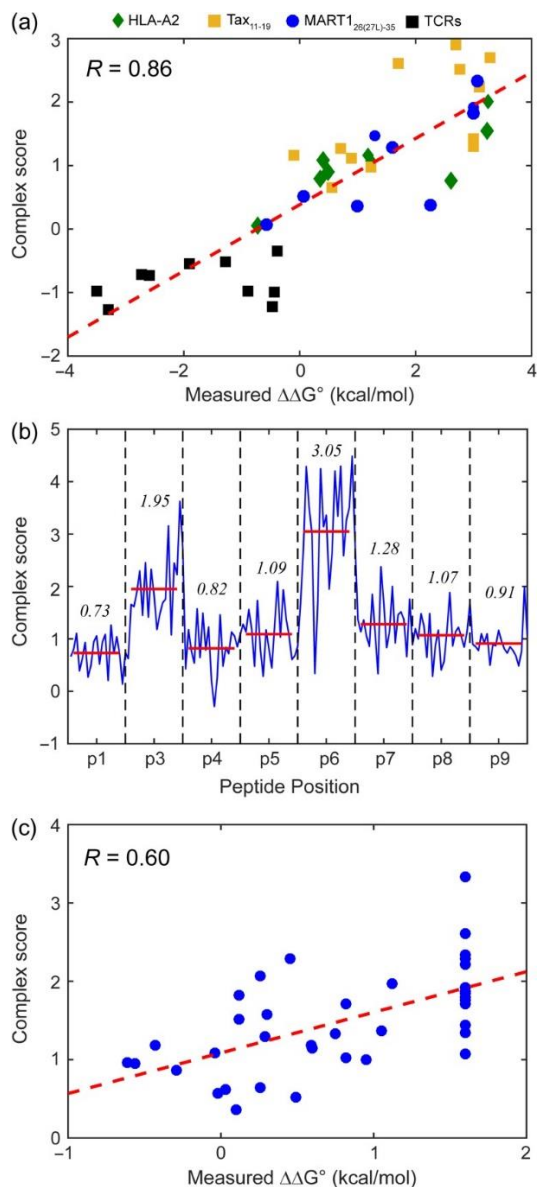 (a)
HLA-A2 Tax11-19 MART126(27L)-35 TCRs
R = 0.86
3
2
1
0
−1
−2
Complex score
−4 −2 0 2 4
Measured ΔΔG° (kcal/mol)
(b)
5
4
3
2
1
0
−1
Complex score
0.73 1.95 0.82 1.09 3.05 1.28 1.07 0.91
p1 p3 p4 p5 p6 p7 p8 p9
Peptide Position
(c)
R = 0.60
4
3
2
1
0
Complex score
−1 0 1 2
Measured ΔΔG° (kcal/mol)